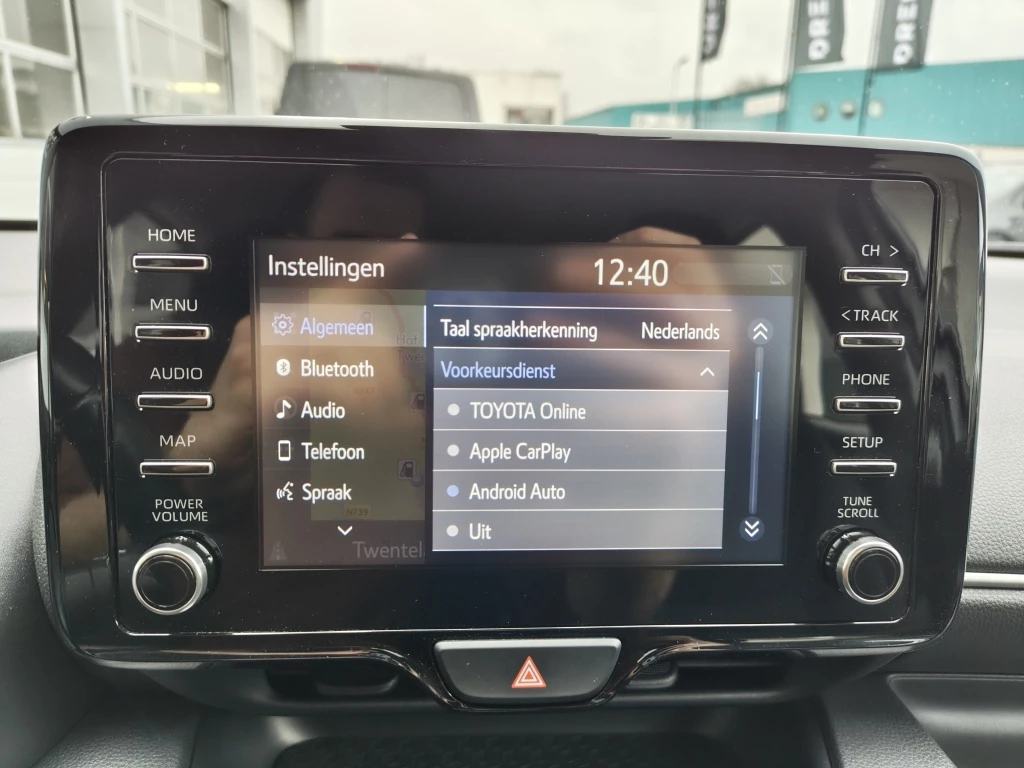 HOME
MENU
AUDIO
MAP
POWER
VOLUME
Instellingen
12:40
Algemeen
Bluetooth
Audio
Telefoon
Spraak
Taal spraakherkenning Nederlands
Voorkeursdienst
TOYOTA Online
Apple CarPlay
Android Auto
Uit
N739
CH >
< TRACK
PHONE
SETUP
TUNE
SCROLL